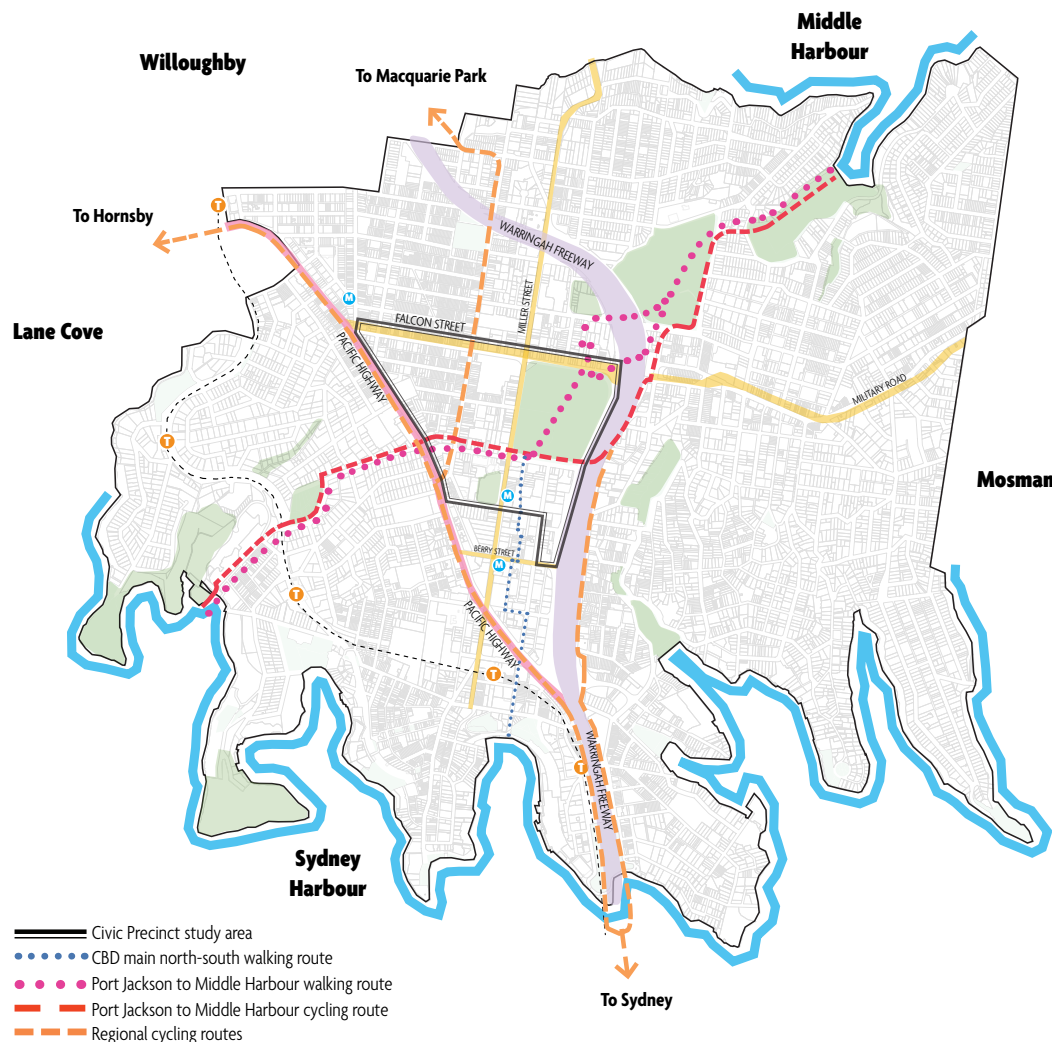 Middle
Harbour
Willoughby
To Macquarie Park
To Hornsby
T
WARRINGAH FREEWAY
M
MILLER STREET
FALCON STREET
Lane Cove
PACIFIC HIGHWAY
MILITARY ROAD
T
Mosman
M
BERRY STREET
M
T
PACIFIC HIGHWAY
T
WARRINGAH FREEWAY
T
Sydney
Harbour
Civic Precinct study area
CBD main north-south walking route
Port Jackson to Middle Harbour walking route
Port Jackson to Middle Harbour cycling route
Regional cycling routes
To Sydney